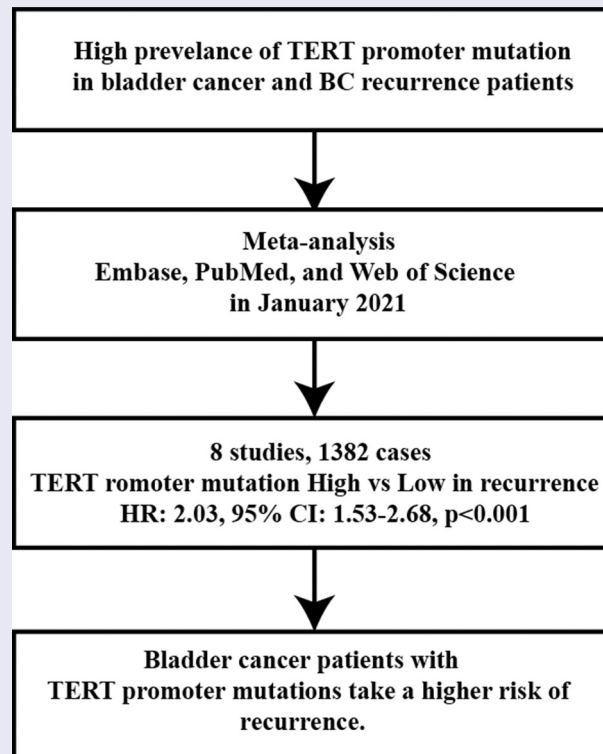 High prevelance of TERT promoter mutation
in bladder cancer and BC recurrence patients
Meta-analysis
Embase, PubMed, and Web of Science
in January 2021
8 studies, 1382 cases
TERT romoter mutation High vs Low in recurrence
HR: 2.03, 95% CI: 1.53-2.68, p<0.001
Bladder cancer patients with
TERT promoter mutations take a higher risk of
recurrence.